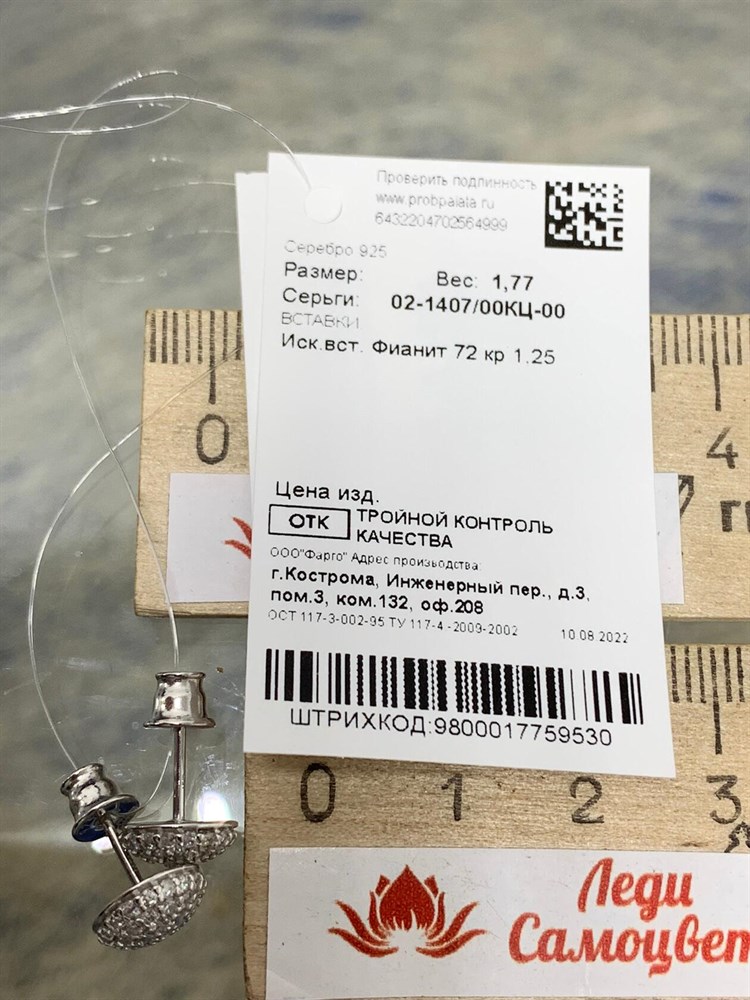 Проверить подлинность
www.probpalata.ru
6432204702564999
Серебро 925
Размер: Вес: 1,77
Серьги: 02-1407/00КЦ-00
ВСТАВКИ
Иск.вст. Фианит 72 кр 1.25
0
4
Цена изд.
ОТК ТРОЙНОЙ КОНТРОЛЬ
КАЧЕСТВА
ООО"Фарго" Адрес производства:
г.Кострома, Инженерный пер., д.3,
пом.3, ком.132, оф.208
ОСТ 117-3-002-95 ТУ 117-4-2009-2002 10.08.2022
ШТРИХКОД:9800017759530
0 1 2 3
Леди
Самоцвет